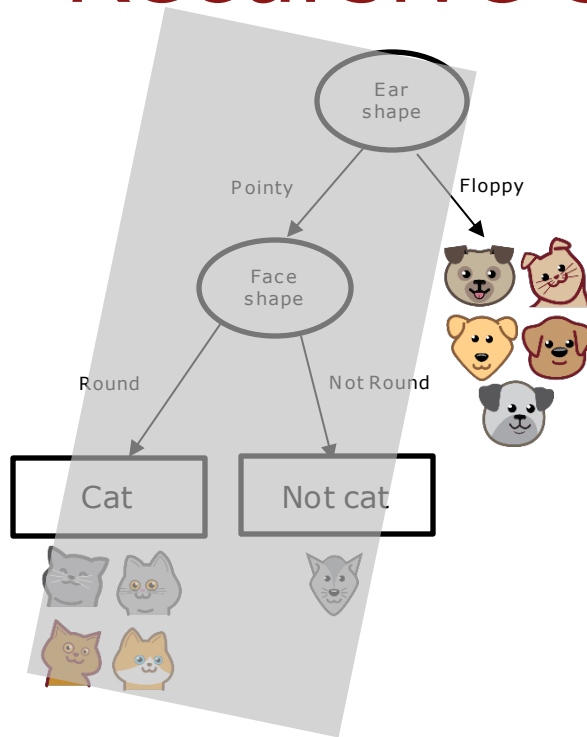 Ear
shape
Pointy
Floppy
Face
shape
Round
Not Round
Cat
Not cat